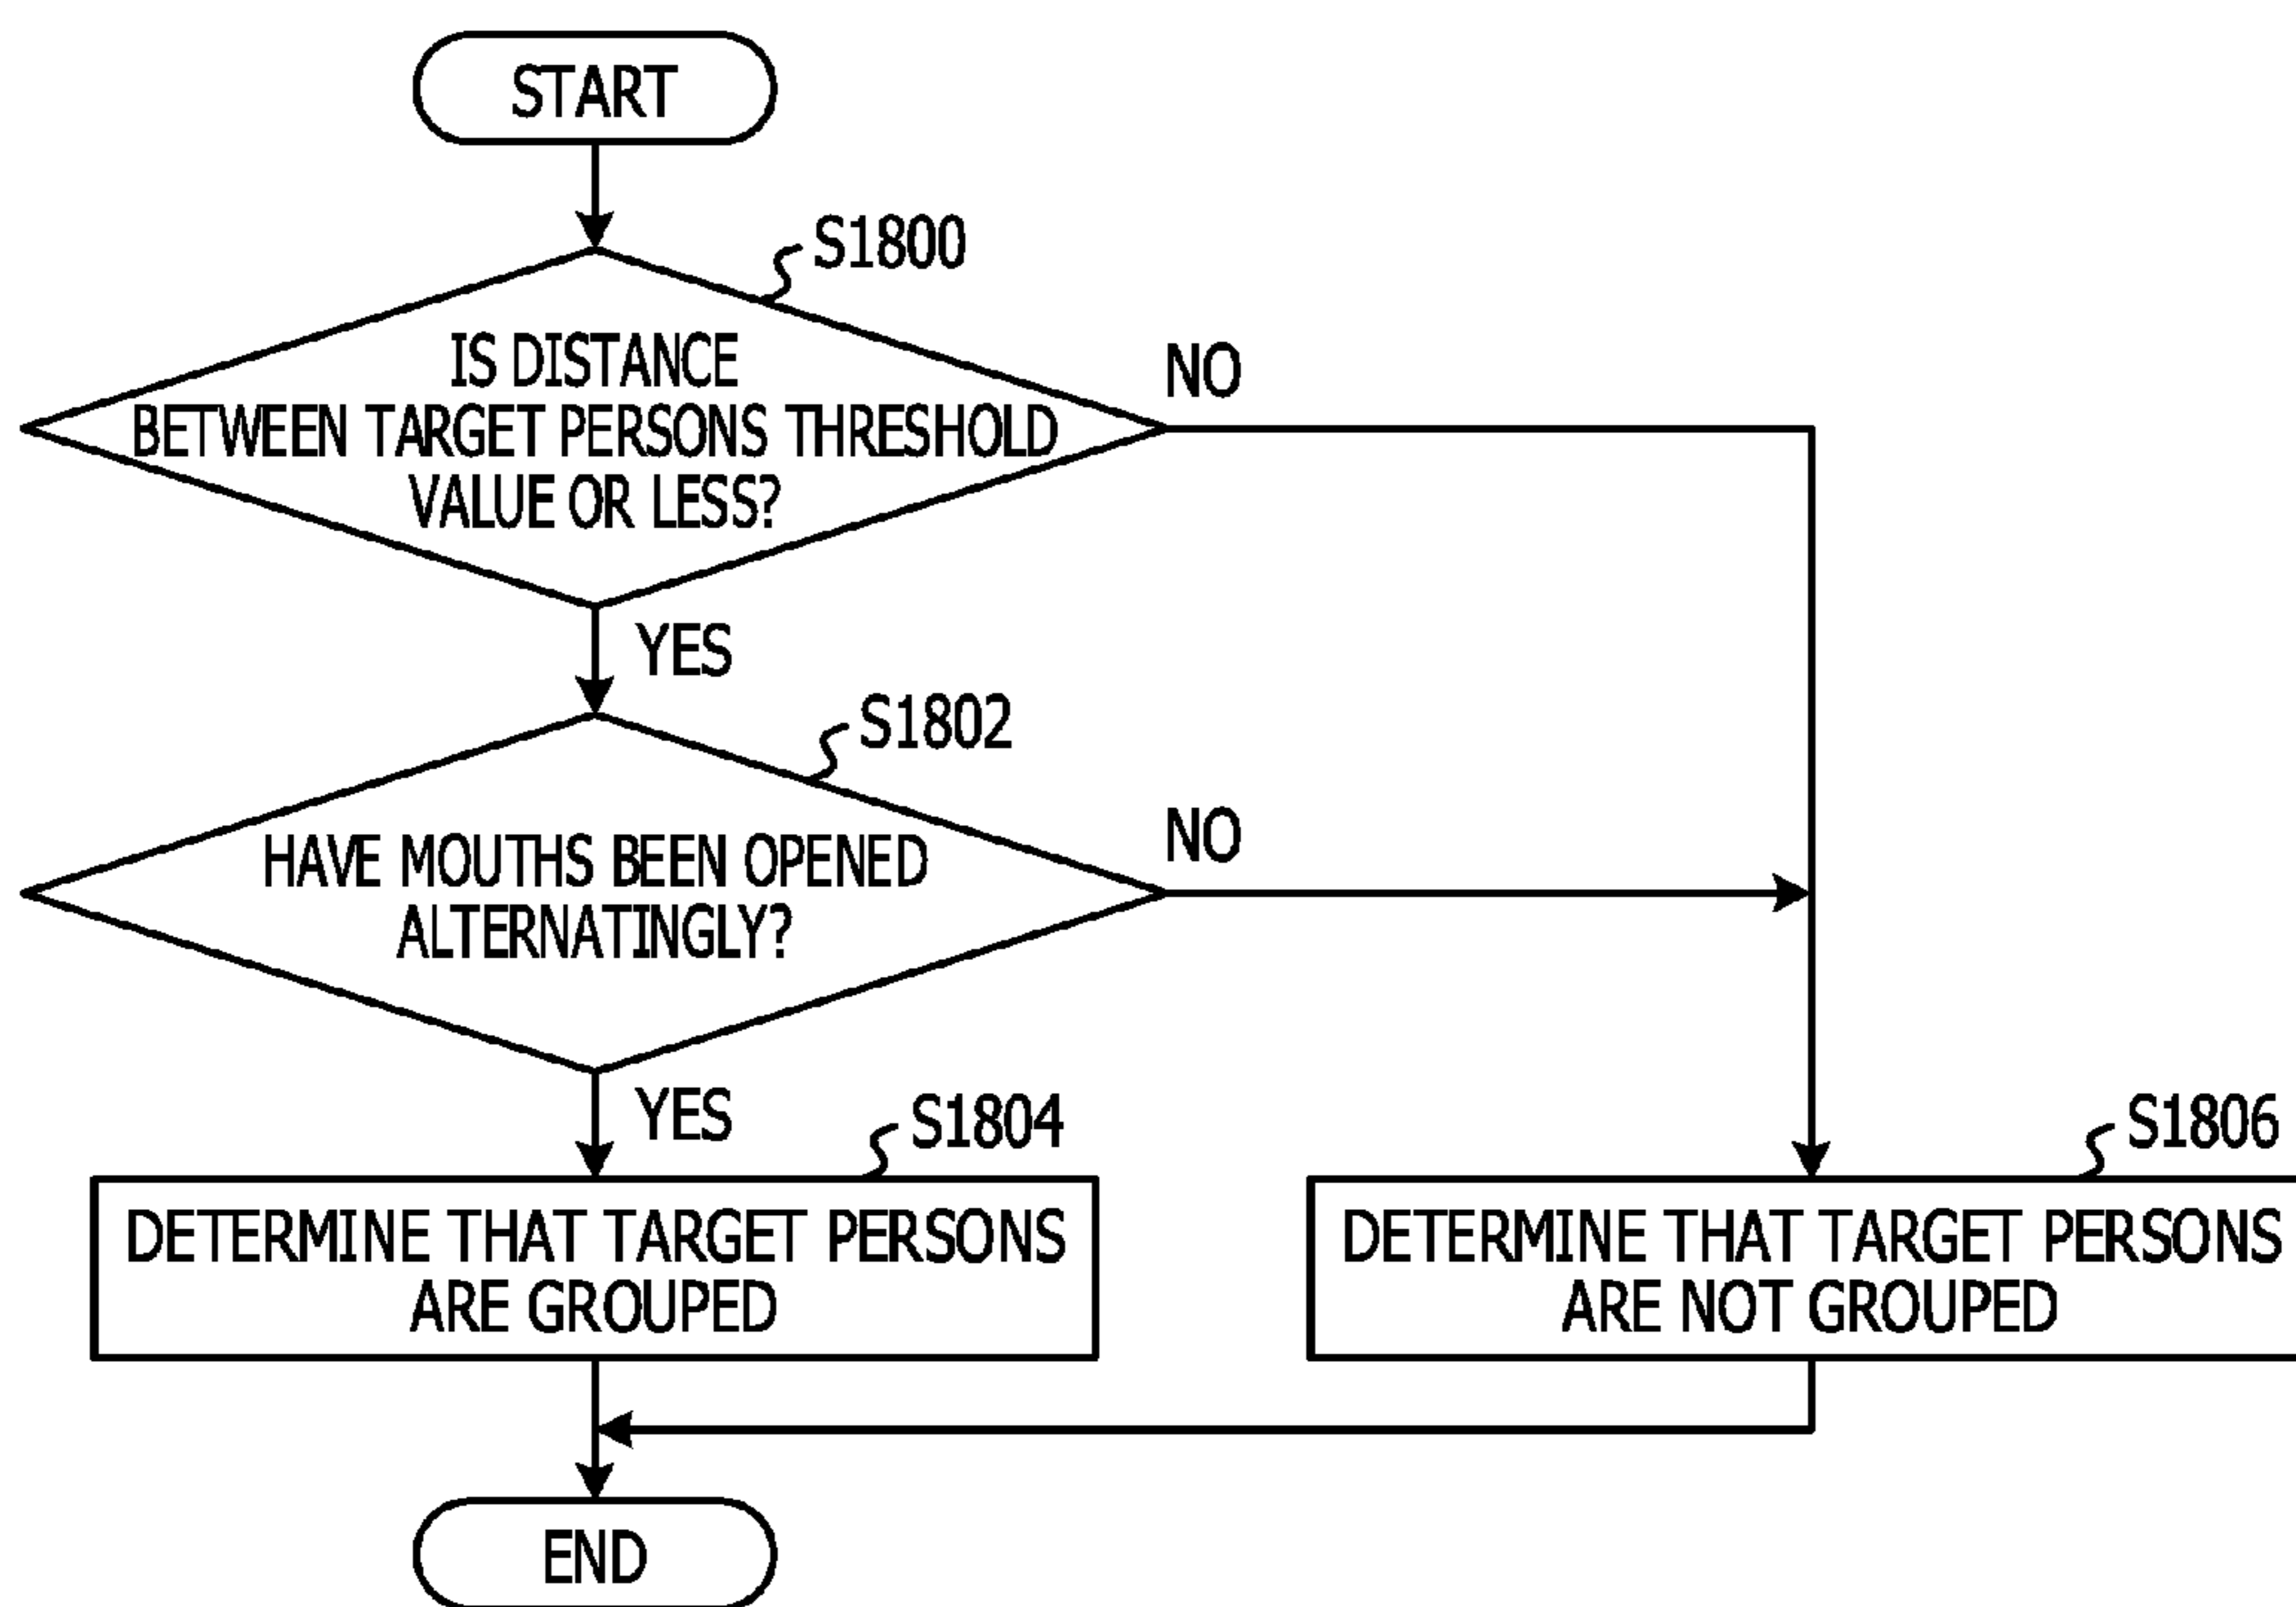 START
S1800
IS DISTANCE
BETWEEN TARGET PERSONS THRESHOLD
VALUE OR LESS?
NO
YES
S1802
HAVE MOUTHS BEEN OPENED
ALTERNATINGLY?
NO
YES
S1804
DETERMINE THAT TARGET PERSONS
ARE GROUPED
S1806
DETERMINE THAT TARGET PERSONS
ARE NOT GROUPED
END